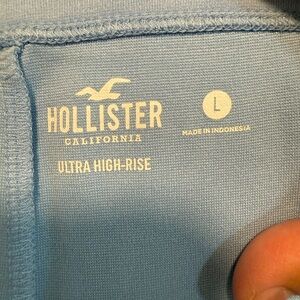 HOLLISTER
CALIFORNIA
ULTRA HIGH-RISE
L
MADE IN INDONESIA